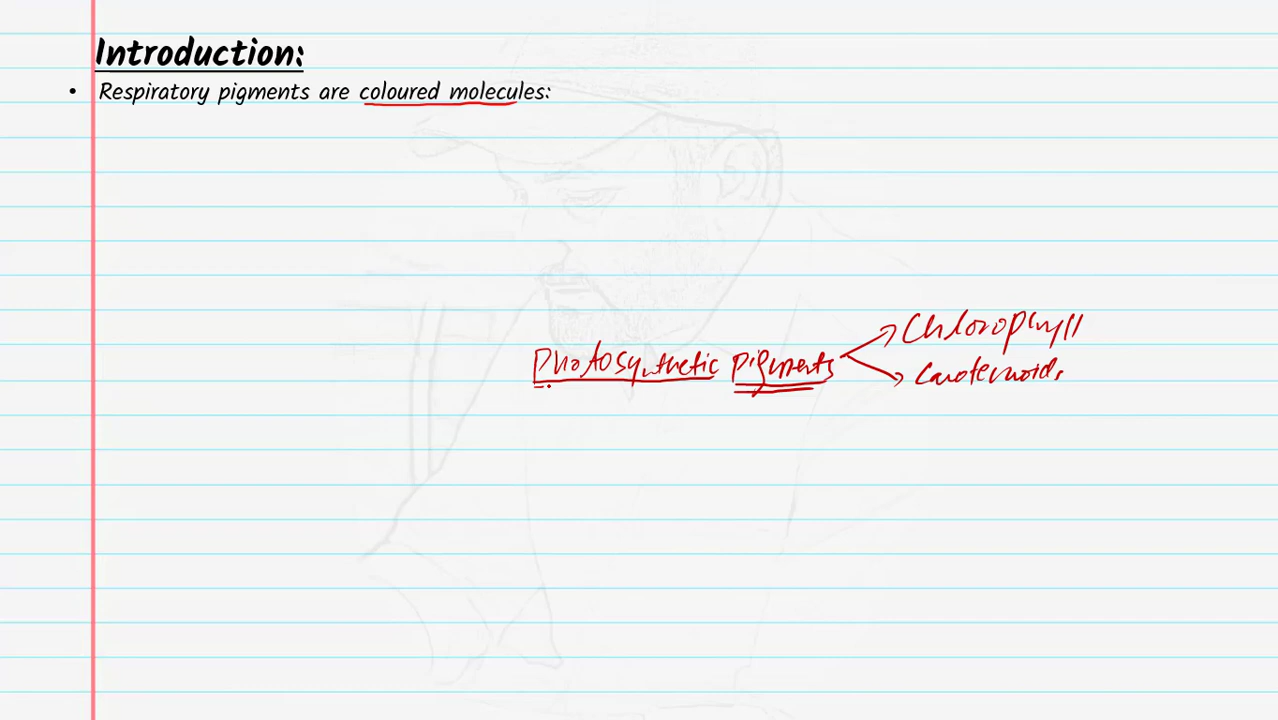 Introduction:
• Respiratory pigments are coloured molecules:
Photosynthetic pigments
Chlorophyll
Carotenoids